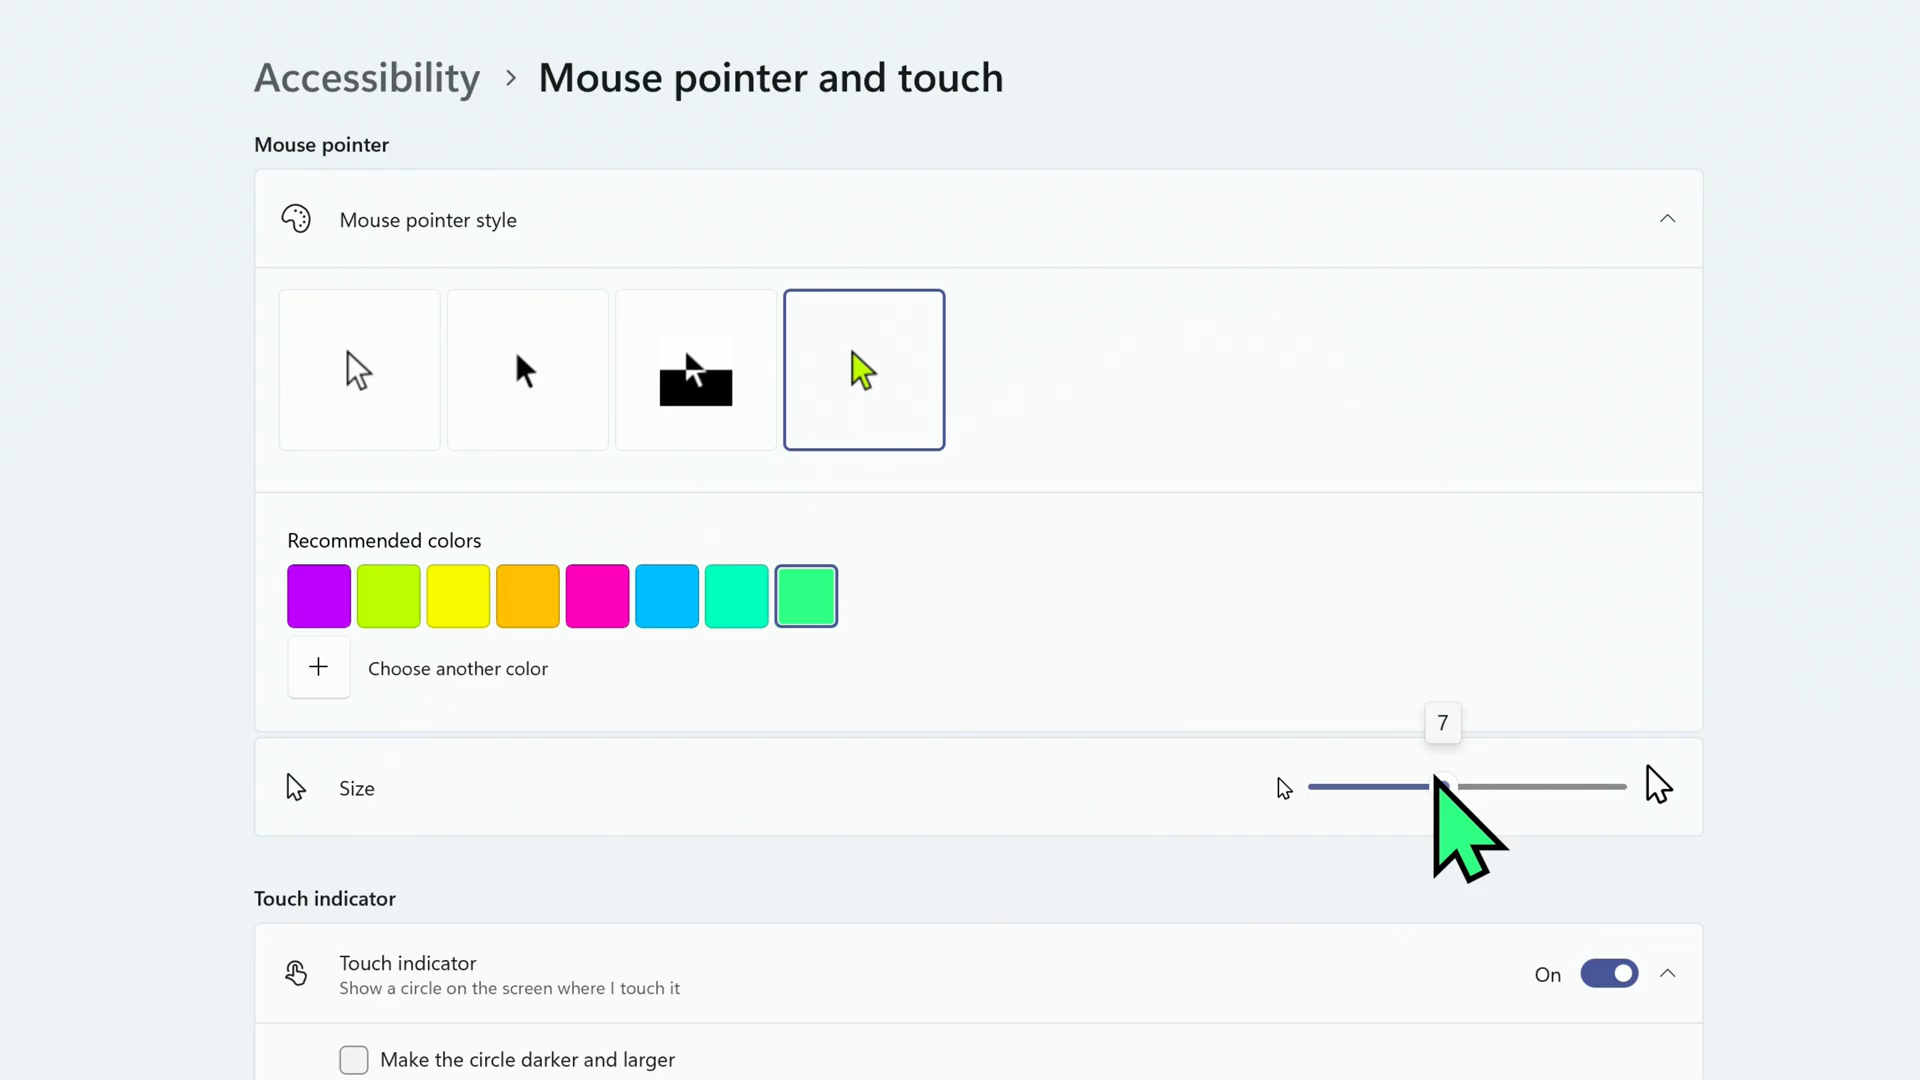 Accessibility > Mouse pointer and touch
Mouse pointer
Mouse pointer style
Recommended colors
Choose another color
7
Size
Touch indicator
Touch indicator
On
Show a circle on the screen where I touch it
Make the circle darker and larger